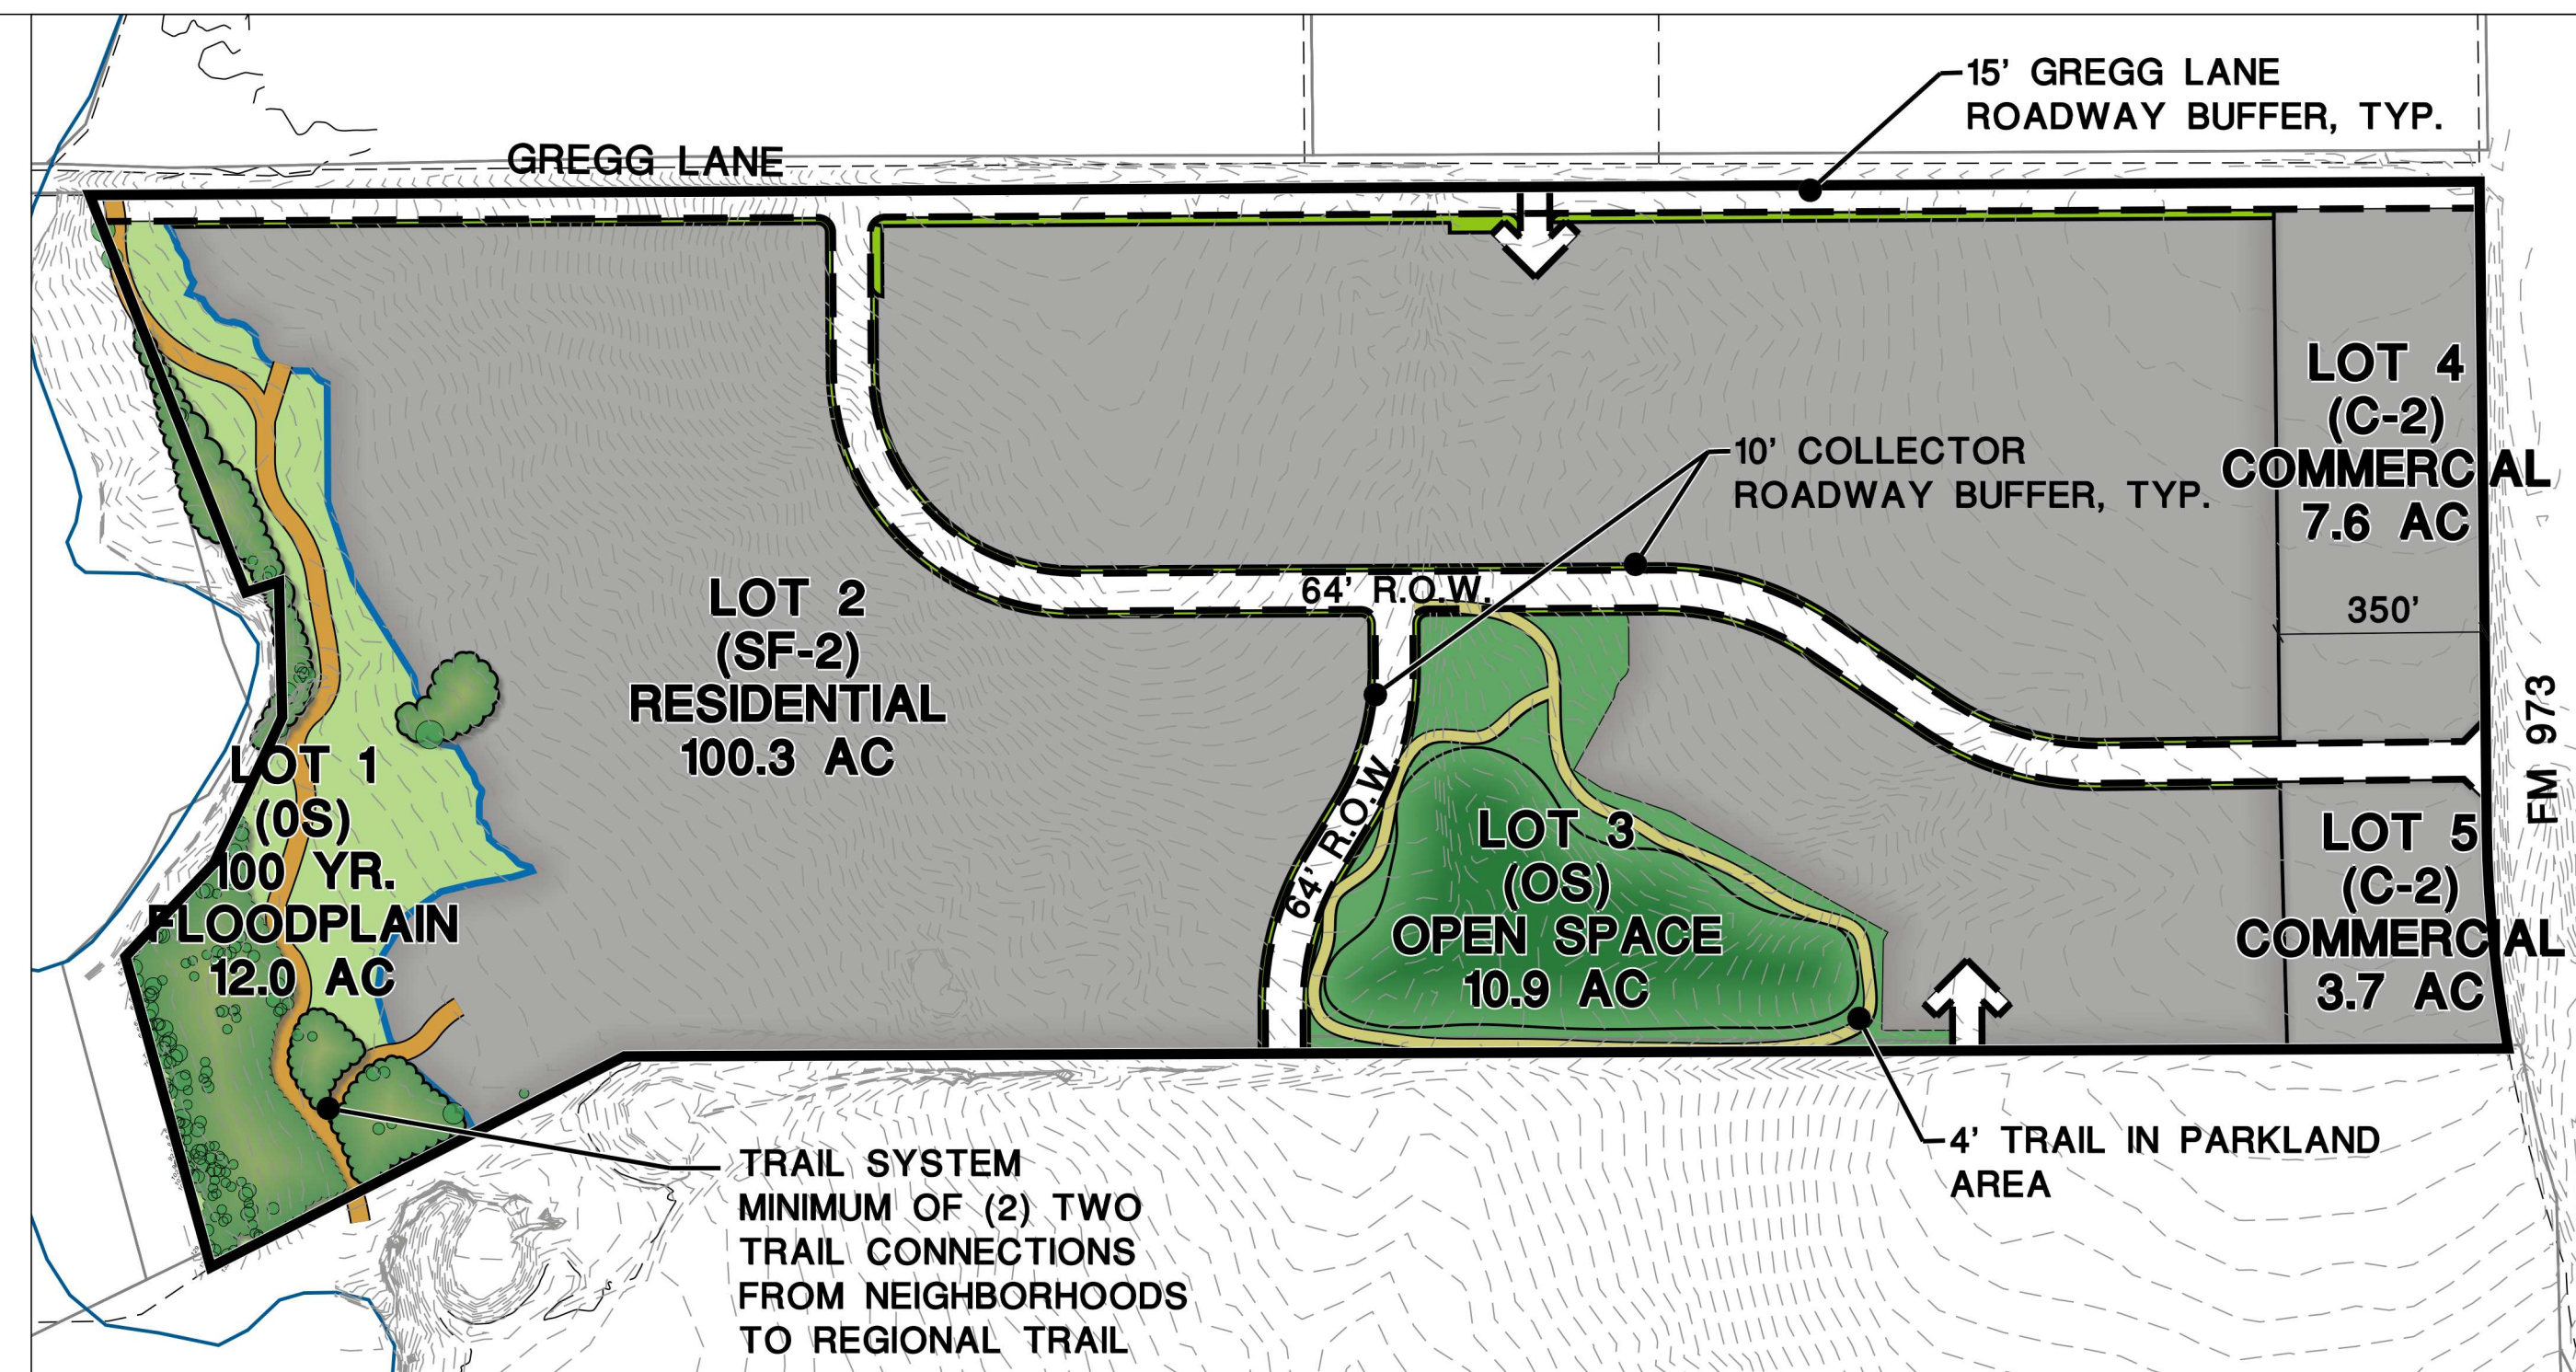 15' GREGG LANE
ROADWAY BUFFER, TYP.
GREGG LANE
LOT 4
(C-2)
COMMERCIAL
7.6 AC
350'
10' COLLECTOR
ROADWAY BUFFER, TYP.
64' R.O.W.
LOT 2
(SF-2)
RESIDENTIAL
100.3 AC
FM 973
LOT 1
(0S)
100 YR.
FLOODPLAIN
12.0 AC
64' R.O.W.
LOT 3
(OS)
OPEN SPACE
10.9 AC
LOT 5
(C-2)
COMMERCIAL
3.7 AC
4' TRAIL IN PARKLAND
AREA
TRAIL SYSTEM
MINIMUM OF (2) TWO
TRAIL CONNECTIONS
FROM NEIGHBORHOODS
TO REGIONAL TRAIL